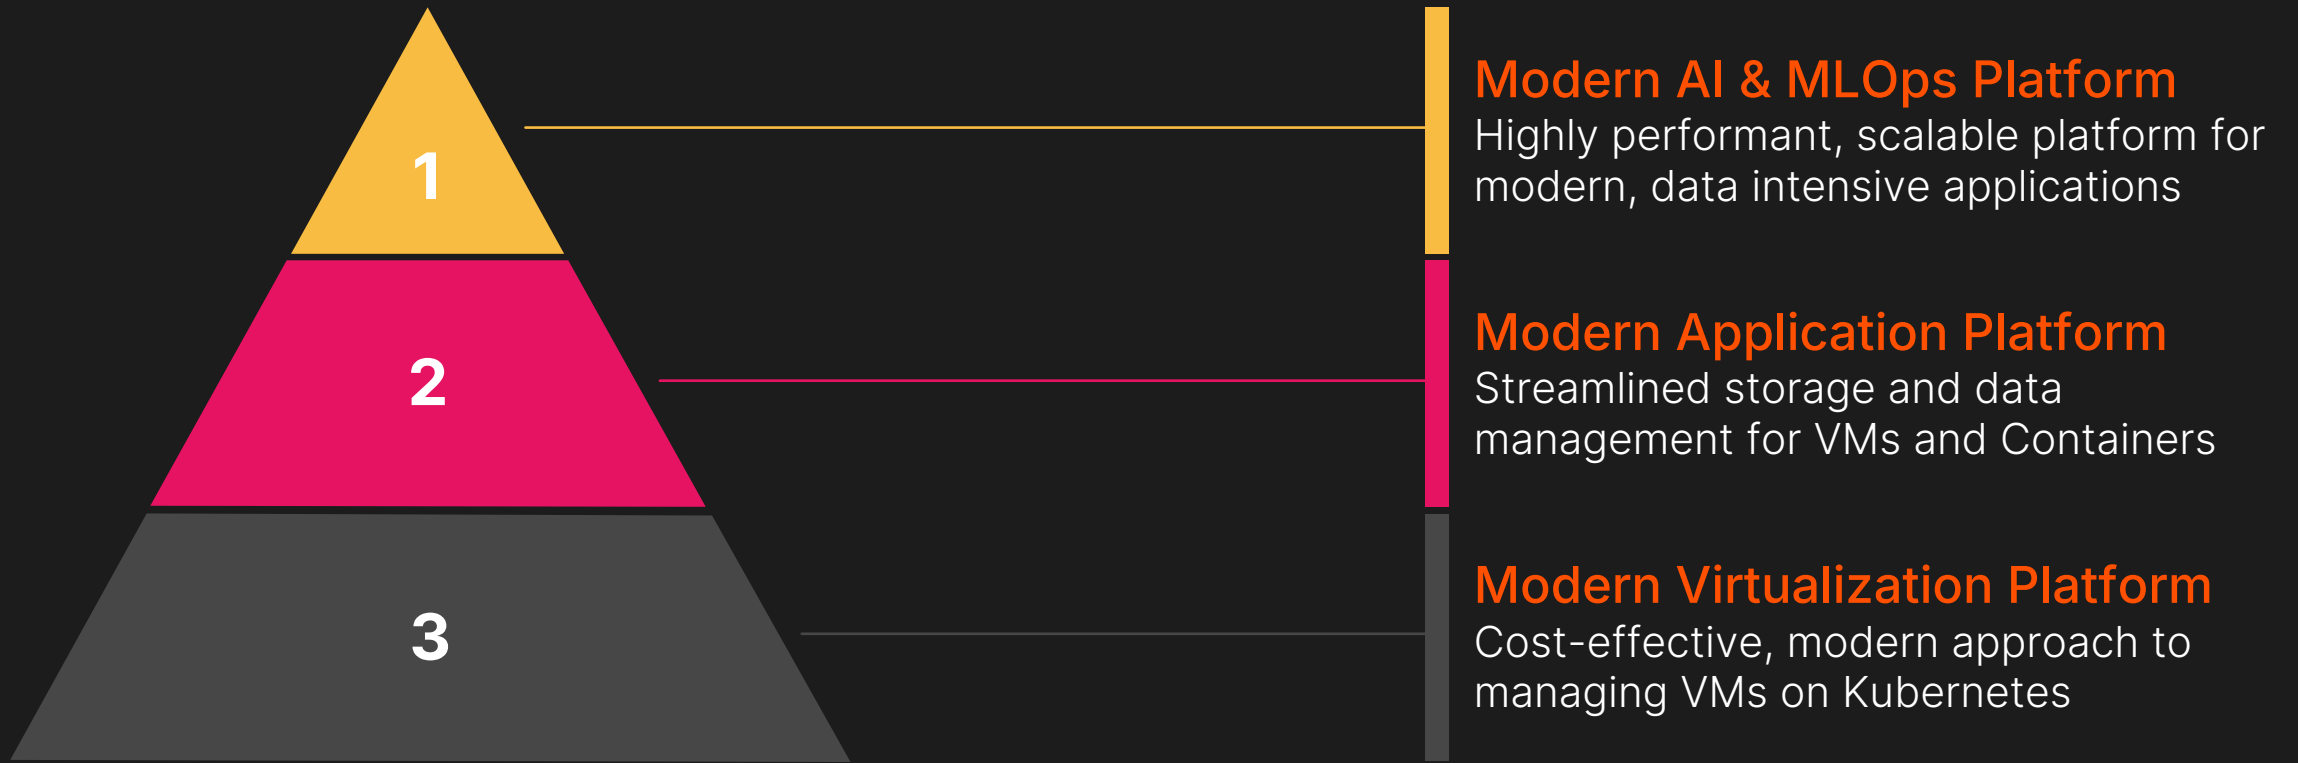 1
Modern AI & MLOps Platform
Highly performant, scalable platform for
modern, data intensive applications
2
Modern Application Platform
Streamlined storage and data
management for VMs and Containers
3
Modern Virtualization Platform
Cost-effective, modern approach to
managing VMs on Kubernetes